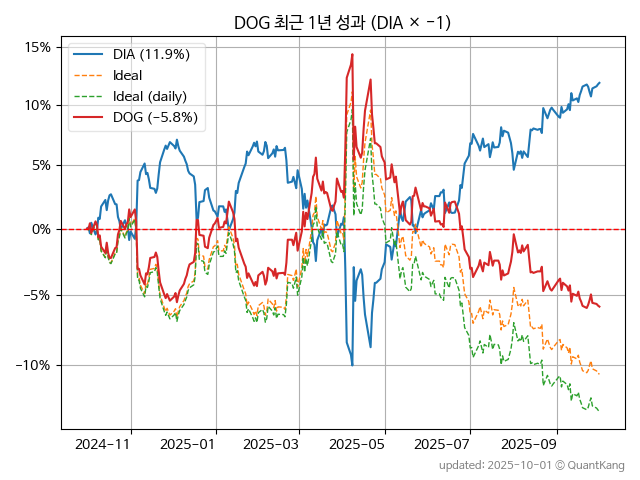 DOG 최근 1년 성과 (DIA × −1)
15%
10%
5%
0%
−5%
−10%
DIA (11.9%)
Ideal
Ideal (daily)
DOG (−5.8%)
2024-11
2025-01
2025-03
2025-05
2025-07
2025-09
updated: 2025-10-01 © QuantKang